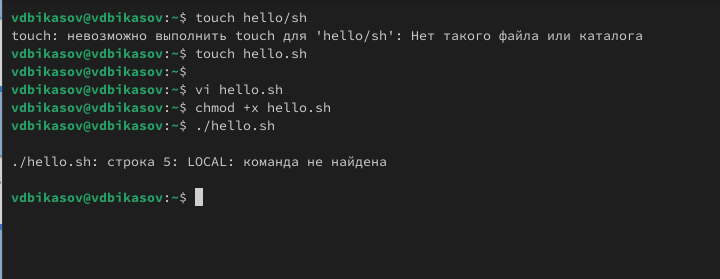 vdbikasov@vdbikasov:~$ touch hello/sh
touch: невозможно выполнить touch для 'hello/sh': Нет такого файла или каталога
vdbikasov@vdbikasov:~$ touch hello.sh
vdbikasov@vdbikasov:~$
vdbikasov@vdbikasov:~$ vi hello.sh
vdbikasov@vdbikasov:~$ chmod +x hello.sh
vdbikasov@vdbikasov:~$ ./hello.sh
./hello.sh: строка 5: LOCAL: команда не найдена
vdbikasov@vdbikasov:~$